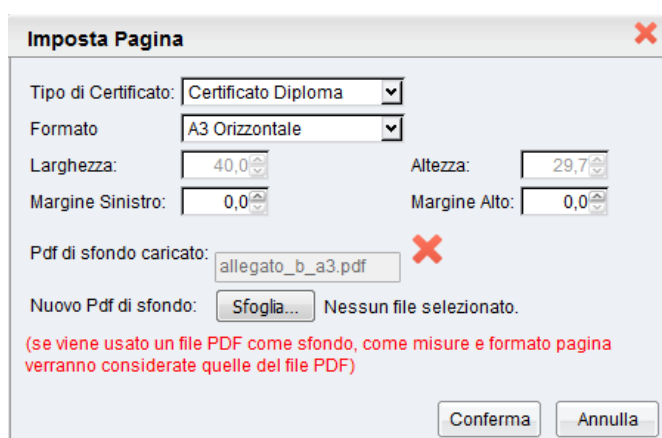 Imposta Pagina
Tipo di Certificato: Certificato Diploma
Formato A3 Orizzontale
Larghezza: 40,0 Altezza: 29,7
Margine Sinistro: 0,0 Margine Alto: 0,0
Pdf di sfondo caricato: allegato_b_a3.pdf
Nuovo Pdf di sfondo: Sfoglia... Nessun file selezionato.
(se viene usato un file PDF come sfondo, come misure e formato pagina
verranno considerate quelle del file PDF)
Conferma Annulla